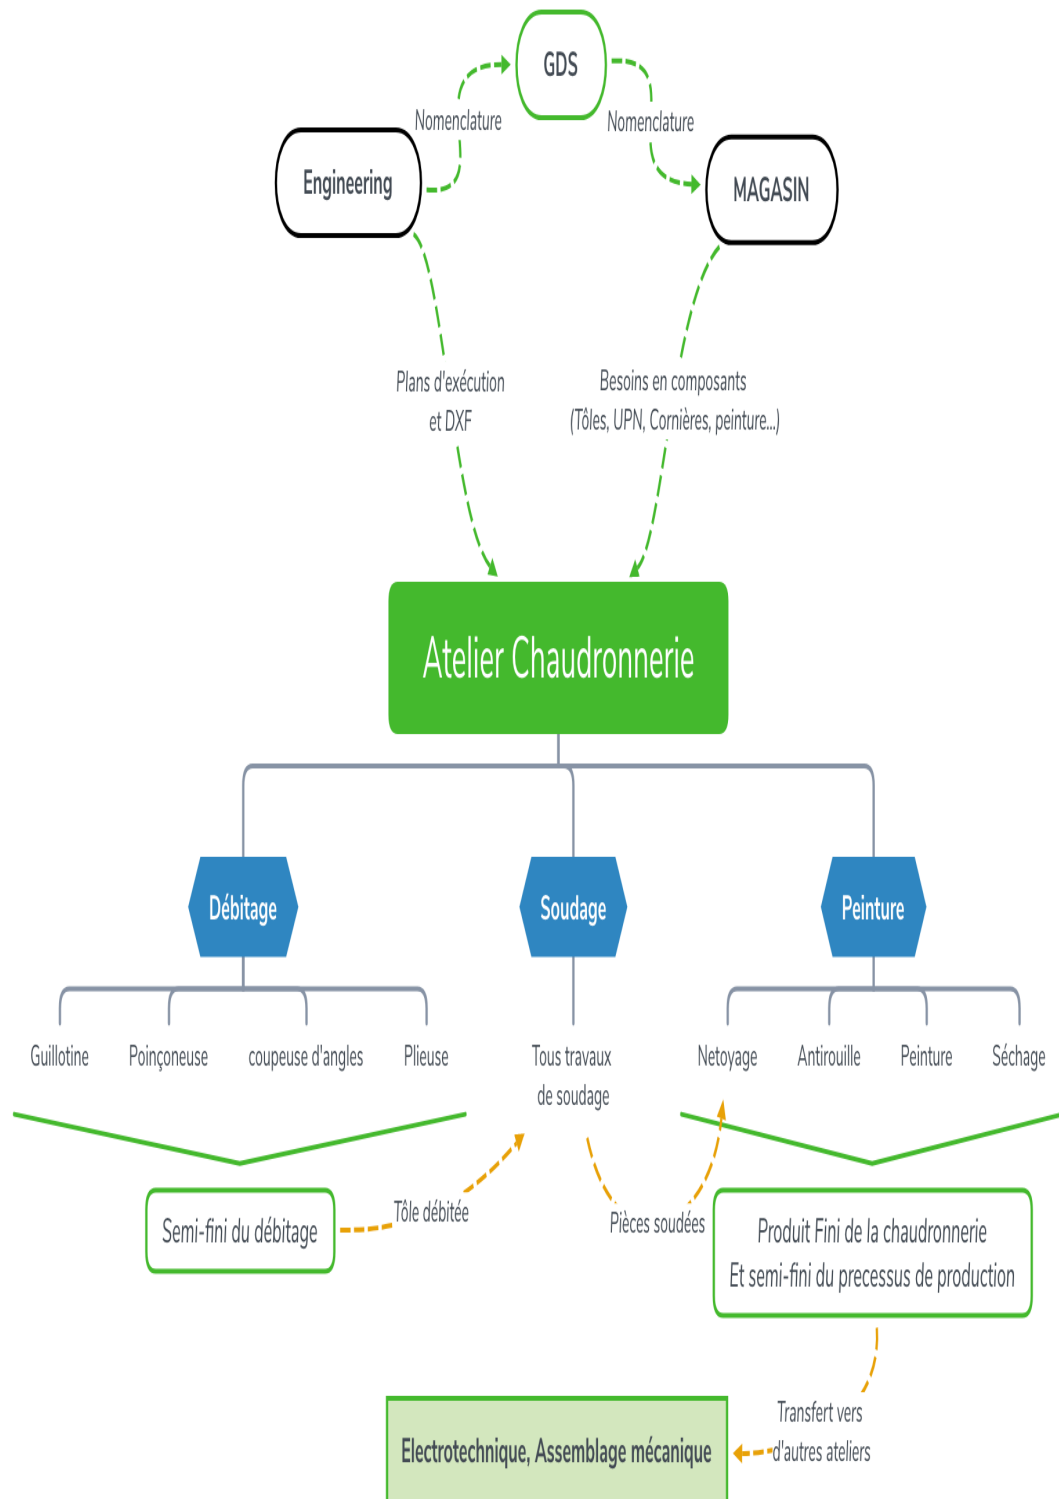 GDS
Nomenclature
Nomenclature
Engineering
MAGASIN
Plans d'exécution
et DXF
Besoins en composants
(Tôles, UPN, Cornières, peinture...)
Atelier Chaudronnerie
Débitage
Soudage
Peinture
Guillotine
Poinçoneuse
coupeuse d'angles
Plieuse
Tous travaux
de soudage
Netoyage
Antirouille
Peinture
Séchage
Semi-fini du débitage
Tôle débitée
Pièces soudées
Produit Fini de la chaudronnerie
Et semi-fini du precessus de production
Transfert vers
d'autres ateliers
Electrotechnique, Assemblage mécanique